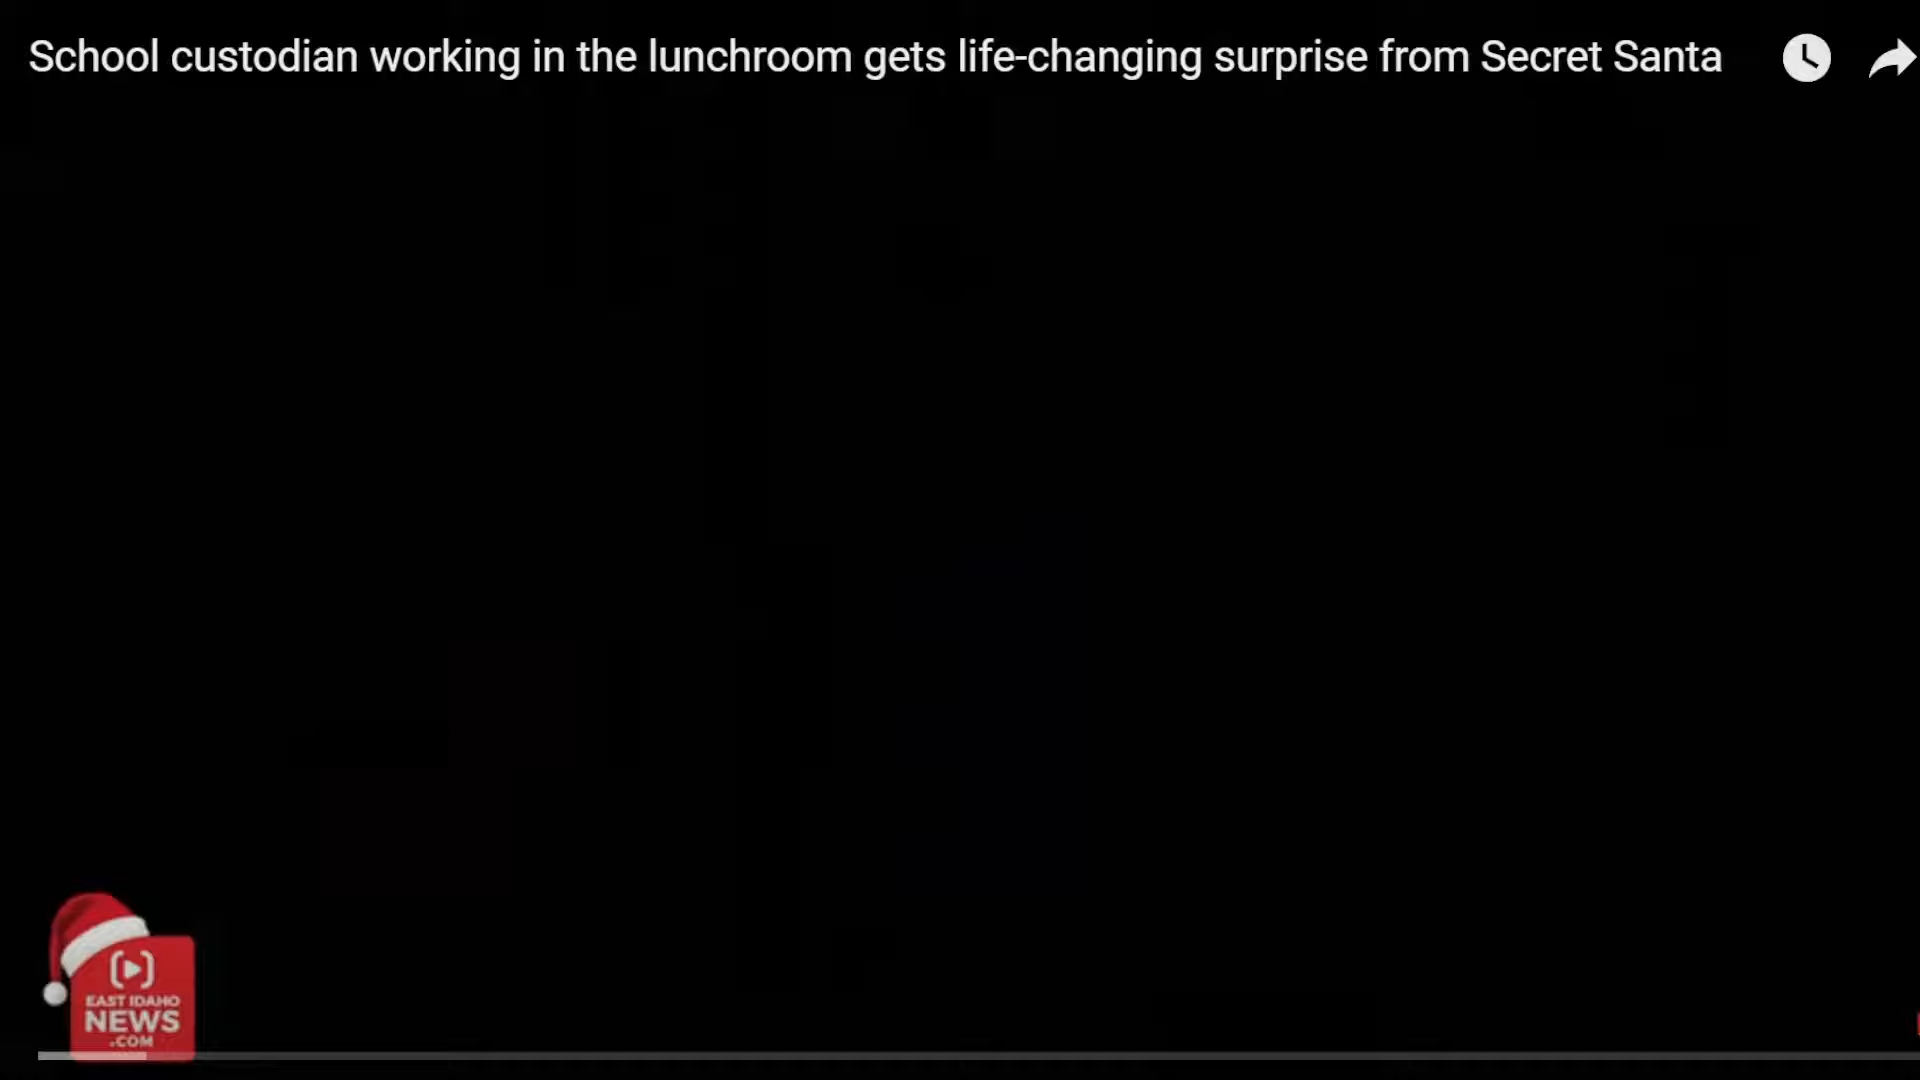 School custodian working in the lunchroom gets life-changing surprise from Secret Santa
EAST IDAHO
NEWS
.COM